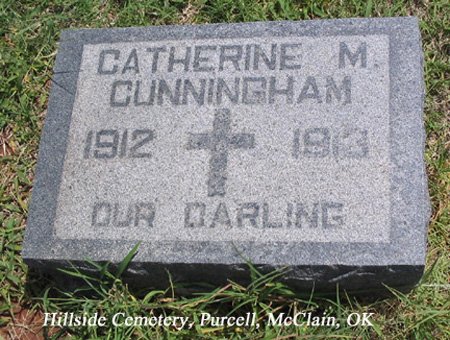 CATHERINE M.
CUNNINGHAM
1912 1913
OUR DARLING
Hillside Cemetery, Purcell, McClain, OK